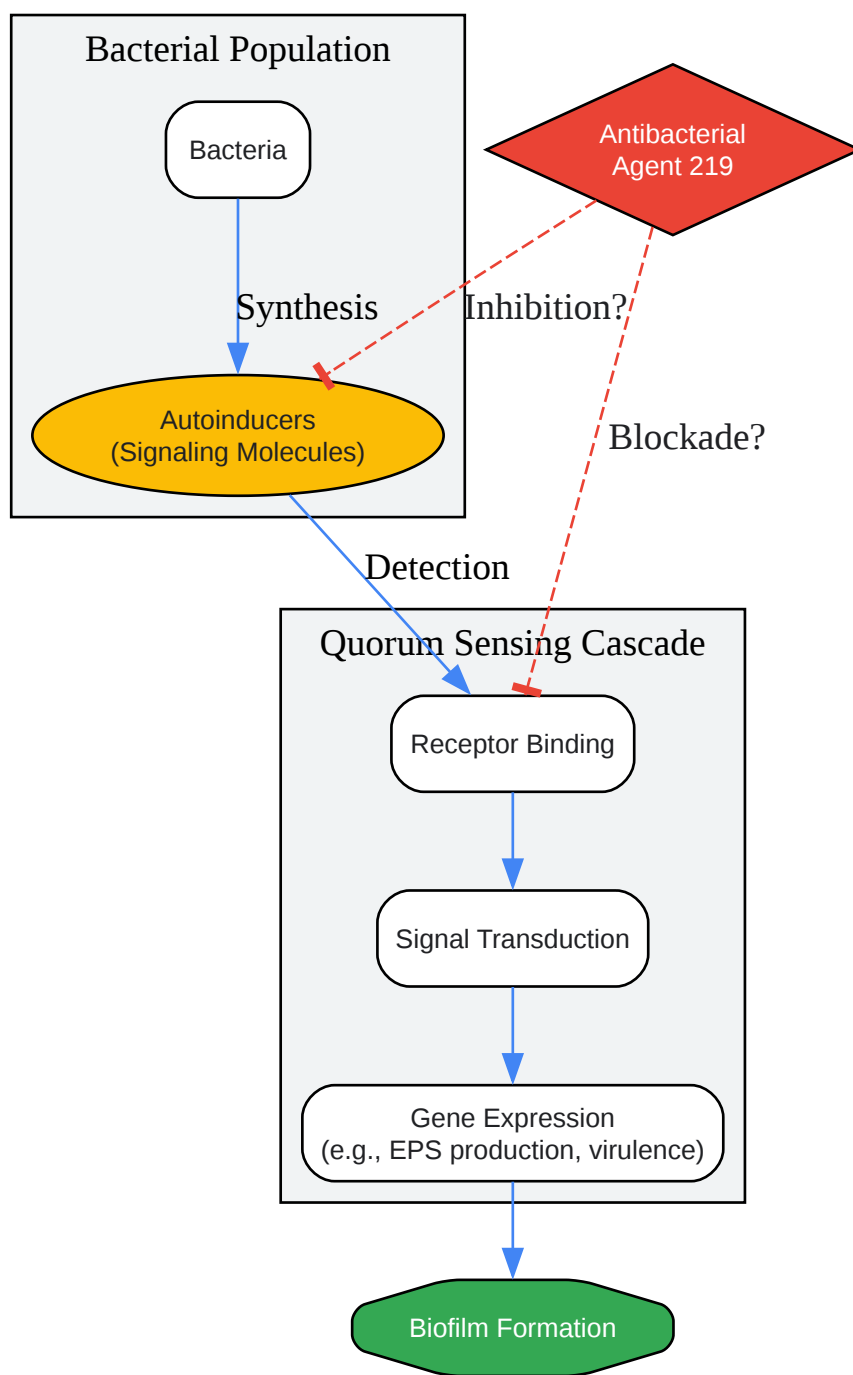 Bacterial Population
Bacteria
Antibacterial
Agent 219
Synthesis
Inhibition?
Autoinducers
(Signaling Molecules)
Blockade?
Detection
Quorum Sensing Cascade
Receptor Binding
Signal Transduction
Gene Expression
(e.g., EPS production, virulence)
Biofilm Formation